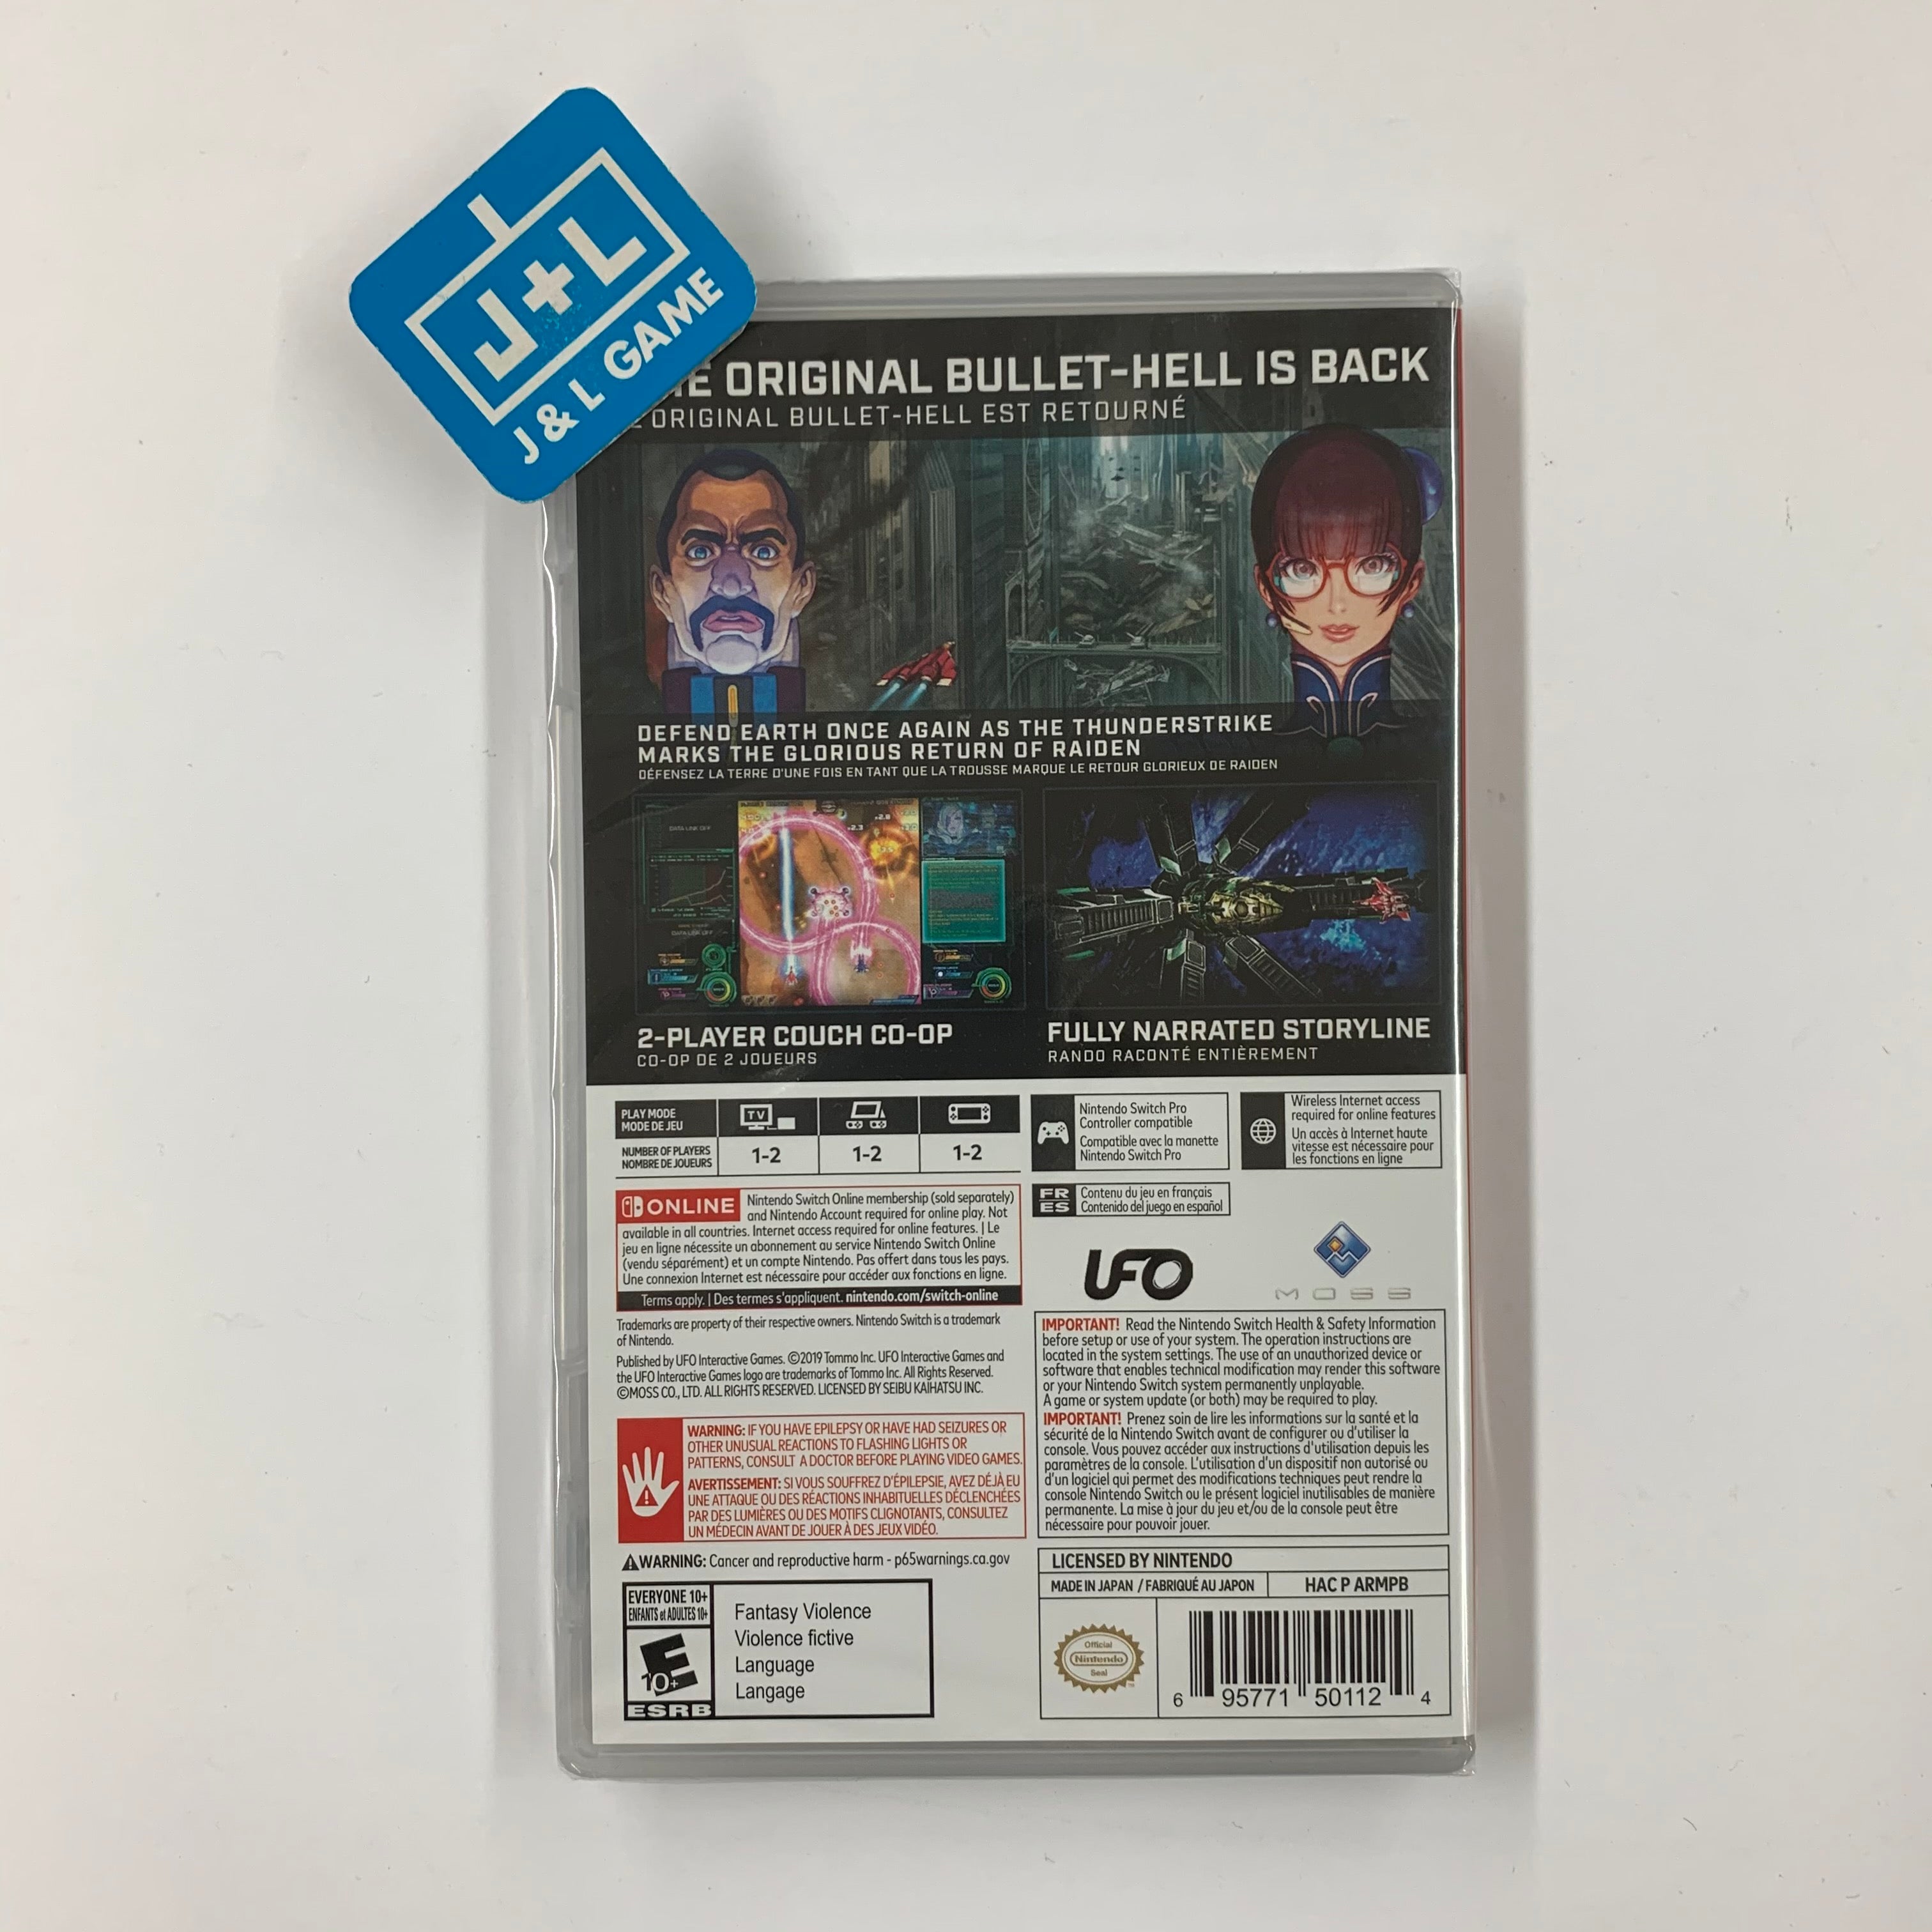 J+L
J & L GAME
ORIGINAL BULLET-HELL IS BACK
ORIGINAL BULLET-HELL EST RETOURNÉ
DEFEND EARTH ONCE AGAIN AS THE THUNDERSTRIKE
MARKS THE GLORIOUS RETURN OF RAIDEN
DÉFENSEZ LA TERRE D'UNE FOIS EN TANT QUE LA TROUSSE MARQUE LE RETOUR GLORIEUX DE RAIDEN
2-PLAYER COUCH CO-OP
CO-OP DE 2 JOUEURS
FULLY NARRATED STORYLINE
RANDO RACONTÉ ENTIÈREMENT
PLAY MODE
MODE DE JEU
TV
NUMBER OF PLAYERS
NOMBRE DE JOUEURS
1-2
1-2
1-2
Nintendo Switch Pro
Controller compatible
Compatible avec la manette
Nintendo Switch Pro
Wireless Internet access
required for online features
Un accès à Internet haute
vitesse est nécessaire pour
les fonctions en ligne
ONLINE
Nintendo Switch Online membership (sold separately)
and Nintendo Account required for online play. Not
available in all countries. Internet access required for online features. | Le
jeu en ligne nécessite un abonnement au service Nintendo Switch Online
(vendu séparément) et un compte Nintendo. Pas offert dans tous les pays.
Une connexion Internet est nécessaire pour accéder aux fonctions en ligne.
Terms apply. | Des termes s'appliquent. nintendo.com/switch-online
FR
ES
Contenu du jeu en français
Contenido del juego en español
UFO
MOSS
Trademarks are property of their respective owners. Nintendo Switch is a trademark
of Nintendo.
Published by UFO Interactive Games. ©2019 Tommo Inc. UFO Interactive Games and
the UFO Interactive Games logo are trademarks of Tommo Inc. All Rights Reserved.
©MOSS CO., LTD. ALL RIGHTS RESERVED. LICENSED BY SEIBU KAIHATSU INC.
IMPORTANT! Read the Nintendo Switch Health & Safety Information
before setup or use of your system. The operation instructions are
located in the system settings. The use of an unauthorized device or
software that enables technical modification may render this software
or your Nintendo Switch system permanently unplayable.
A game or system update (or both) may be required to play.
IMPORTANT! Prenez soin de lire les informations sur la santé et la
sécurité de la Nintendo Switch avant de configurer ou d'utiliser la
console. Vous pouvez accéder aux instructions d'utilisation depuis les
paramètres de la console. L'utilisation d'un dispositif non autorisé ou
d'un logiciel qui permet des modifications techniques peut rendre la
console Nintendo Switch ou le présent logiciel inutilisables de manière
permanente. La mise à jour du jeu et/ou de la console peut être
nécessaire pour pouvoir jouer.
WARNING: IF YOU HAVE EPILEPSY OR HAVE HAD SEIZURES OR
OTHER UNUSUAL REACTIONS TO FLASHING LIGHTS OR
PATTERNS, CONSULT A DOCTOR BEFORE PLAYING VIDEO GAMES.
AVERTISSEMENT: SI VOUS SOUFFREZ D'ÉPILEPSIE, AVEZ DÉJÀ EU
UNE ATTAQUE OU DES RÉACTIONS INHABITUELLES DÉCLENCHÉES
PAR DES LUMIÈRES OU DES MOTIFS CLIGNOTANTS, CONSULTEZ
UN MÉDECIN AVANT DE JOUER À DES JEUX VIDÉO.
WARNING: Cancer and reproductive harm - p65warnings.ca.gov
EVERYONE 10+
ENFANTS et ADULTES 10+
E
10+
ESRB
Fantasy Violence
Violence fictive
Language
Langage
LICENSED BY NINTENDO
MADE IN JAPAN / FABRIQUÉ AU JAPON
HAC P ARMPB
Official
Nintendo
Seal
6 95771 50112 4